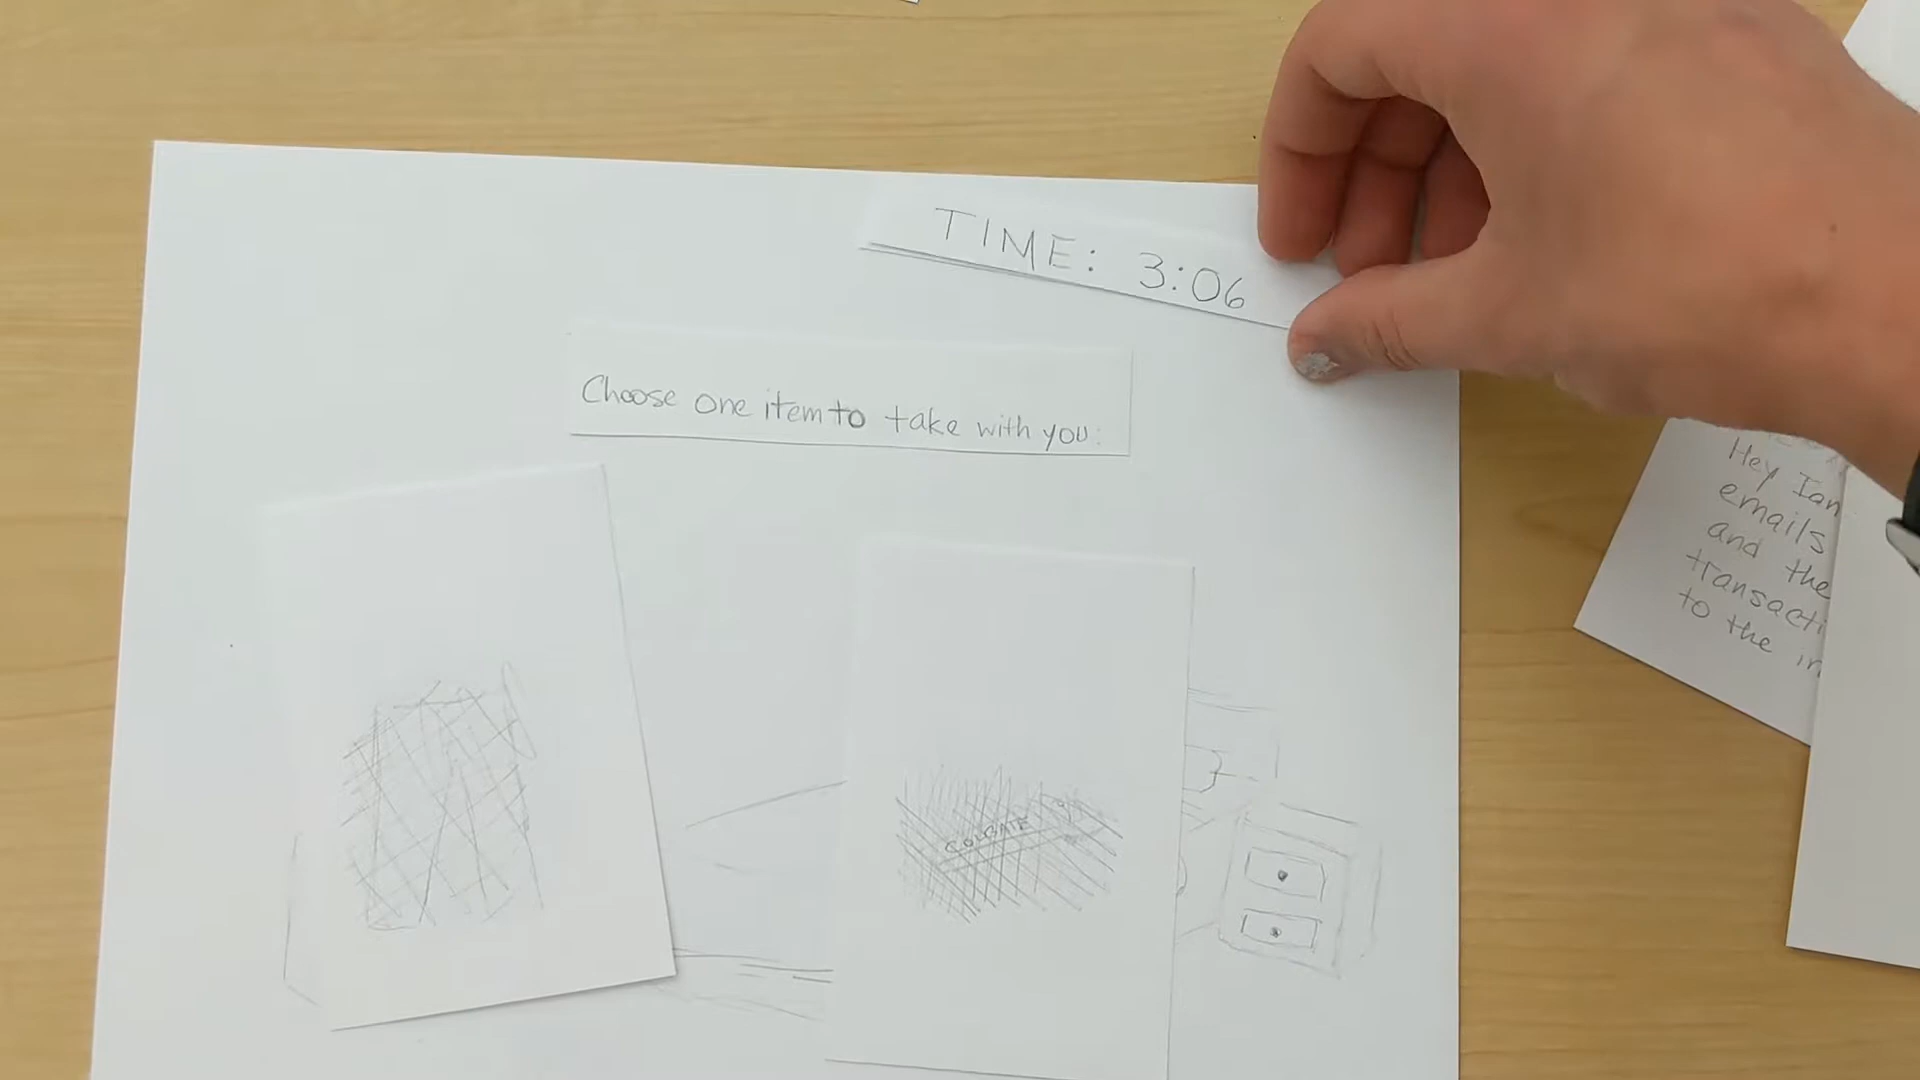 TIME: 3:06
Choose one item to take with you:
COLGATE
Hey Ian
emails
and the
transacti
to the in